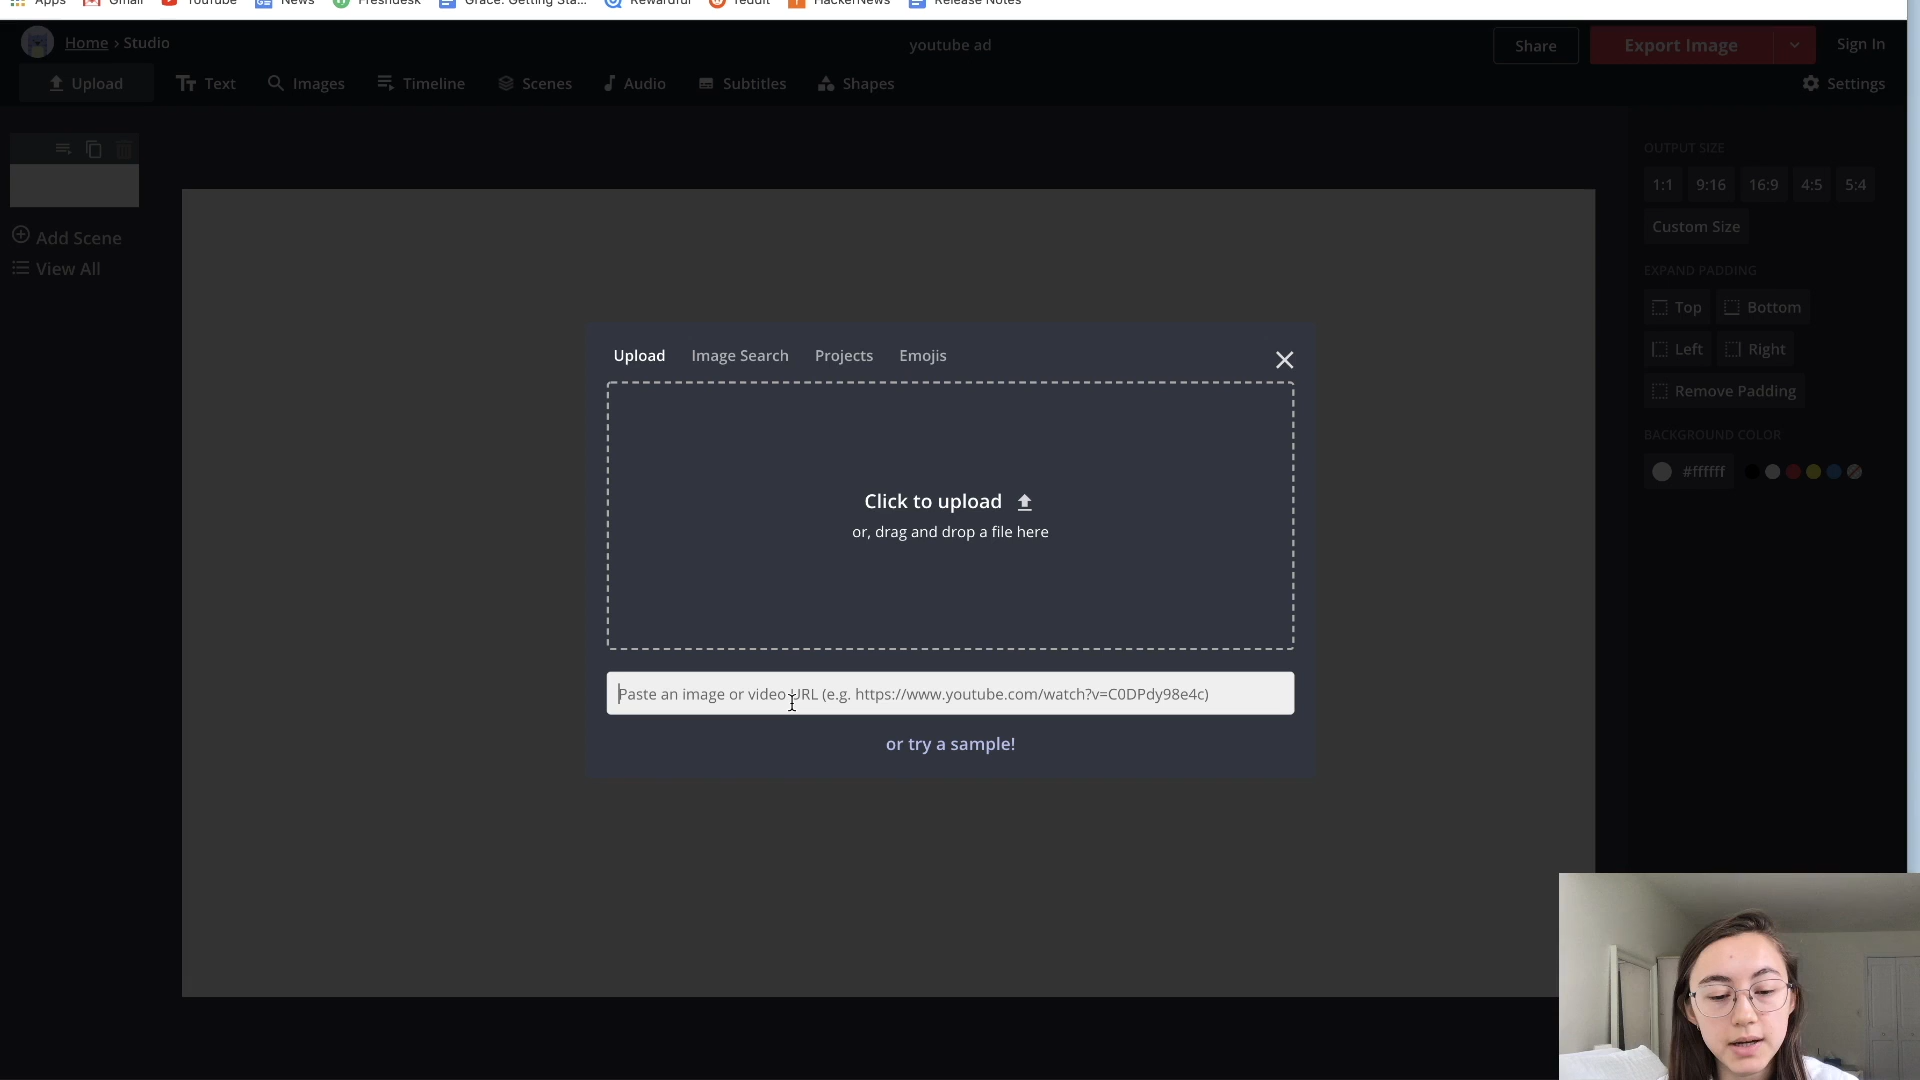 Apps Gmail YouTube News Freshdesk Grace: Getting Sta... Rewardful reddit HackerNews Release Notes
Home › Studio
youtube ad
Share
Export Image
Sign In
Upload
Text
Images
Timeline
Scenes
Audio
Subtitles
Shapes
Settings
Add Scene
View All
Upload
Image Search
Projects
Emojis
Click to upload
or, drag and drop a file here
Paste an image or video URL (e.g. https://www.youtube.com/watch?v=C0DPdy98e4c)
or try a sample!
OUTPUT SIZE
1:1 9:16 16:9 4:5 5:4
Custom Size
EXPAND PADDING
Top Bottom
Left Right
Remove Padding
BACKGROUND COLOR
#ffffff